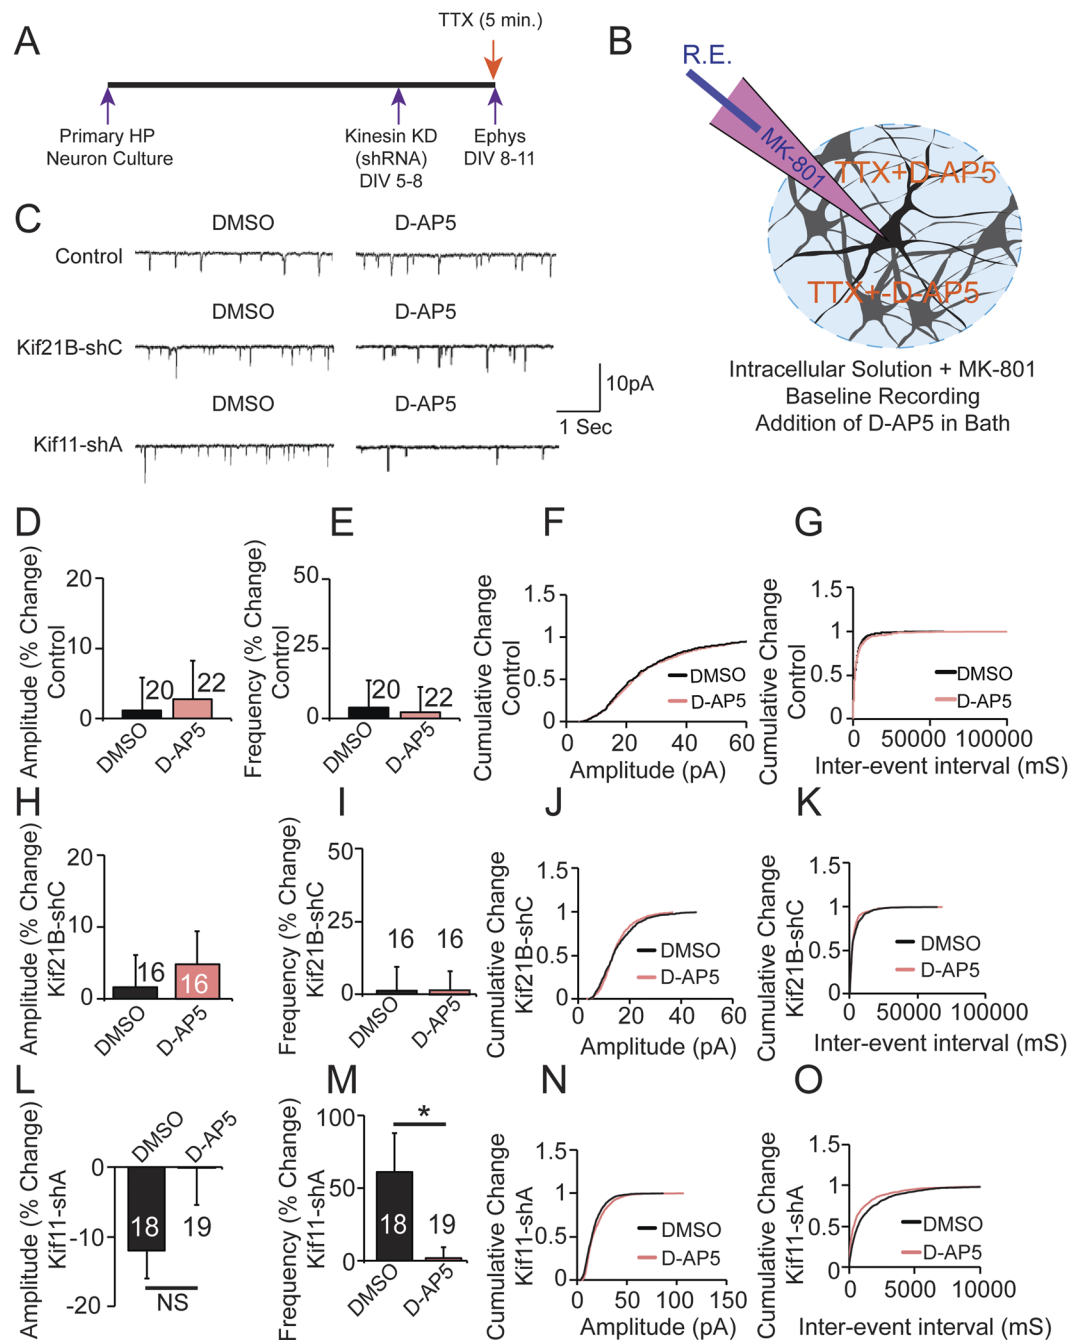 A
TTX (5 min.)
Primary HP
Neuron Culture
Kinesin KD
(shRNA)
DIV 5-8
Ephys
DIV 8-11
B
R.E.
MK-801
TTX+D-AP5
TTX+-D-AP5
Intracellular Solution + MK-801
Baseline Recording
Addition of D-AP5 in Bath
C
DMSO
D-AP5
Control
DMSO
D-AP5
Kif21B-shC
DMSO
D-AP5
Kif11-shA
10pA
1 Sec
D
Amplitude (% Change)
Control
20
10
0
20
22
DMSO
D-AP5
E
Frequency (% Change)
Control
50
25
0
20
22
DMSO
D-AP5
F
Cumulative Change
Control
1.5
1
0.5
0
DMSO
D-AP5
0 20 40 60
Amplitude (pA)
G
Cumulative Change
Control
1.5
1
0.5
0
DMSO
D-AP5
0 50000 100000
Inter-event interval (mS)
H
Amplitude (% Change)
Kif21B-shC
20
10
0
16
16
DMSO
D-AP5
I
Frequency (% Change)
Kif21B-shC
50
25
0
16
16
DMSO
D-AP5
J
Cumulative Change
Kif21B-shC
1.5
1
0.5
0
DMSO
D-AP5
0 20 40 60
Amplitude (pA)
K
Cumulative Change
Kif21B-shC
1.5
1
0.5
0
DMSO
D-AP5
0 50000 100000
Inter-event interval (mS)
L
Amplitude (% Change)
Kif11-shA
DMSO
D-AP5
0
-10
-20
18
19
NS
M
Frequency (% Change)
Kif11-shA
100
50
0
*
18
19
DMSO
D-AP5
N
Cumulative Change
Kif11-shA
1.5
1
0.5
0
DMSO
D-AP5
0 50 100 150
Amplitude (pA)
O
Cumulative Change
Kif11-shA
1.5
1
0.5
0
DMSO
D-AP5
0 5000 10000
Inter-event interval (mS)